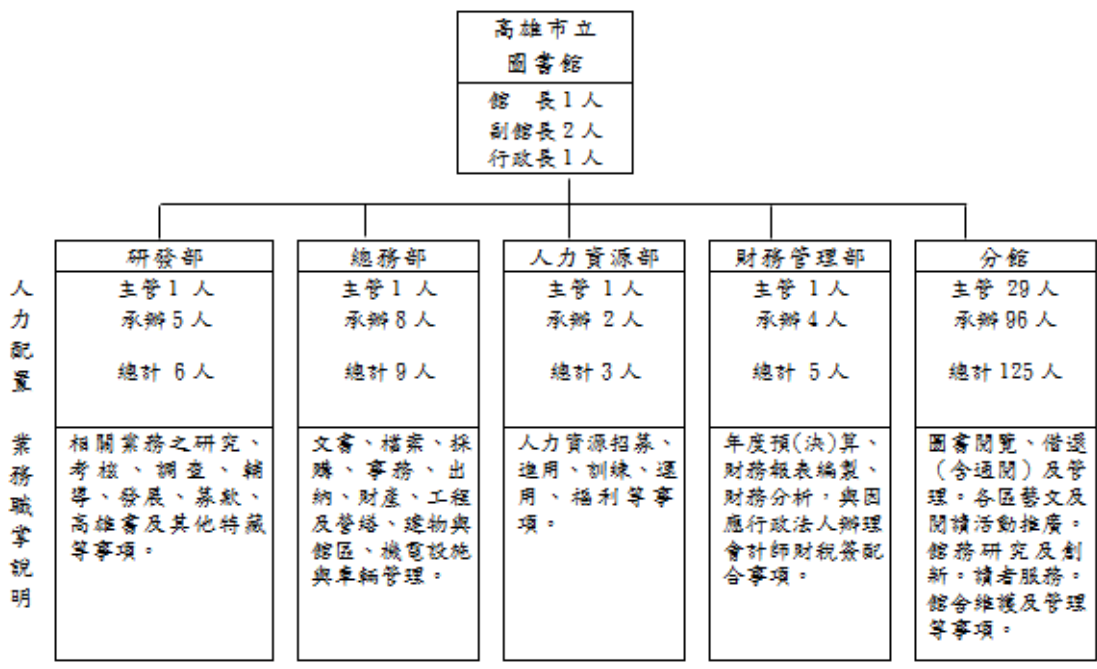 高雄市立
圖書館
館 長1人
副館長2人
行政長1人
人力配置
業務職掌說明
研發部
主管1 人
承辦5人
總計 6人
相關業務之研究、
考核、調查、輔
導、發展、募款、
高雄書及其他特藏
等事項。
總務部
主管1 人
承辦8人
總計9人
文書、檔案、採
購、事務、出
納、財產、工程
及營繕、建物與
館區、機電設施
與車輛管理。
人力資源部
主管 1人
承辦 2人
總計3人
人力資源招募、
進用、訓練、運
用、福利等事
項。
財務管理部
主管 1人
承辦4人
總計 5人
年度預(決)算、
財務報表編製、
財務分析,與因
應行政法人辦理
會計師財稅簽配
合事項。
分館
主管 29人
承辦96人
總計125人
圖書閱覽、借還
(含通閱)及管
理。各區藝文及
閱讀活動推廣。
館務研究及創
新。讀者服務。
館舍維護及管理
等事項。